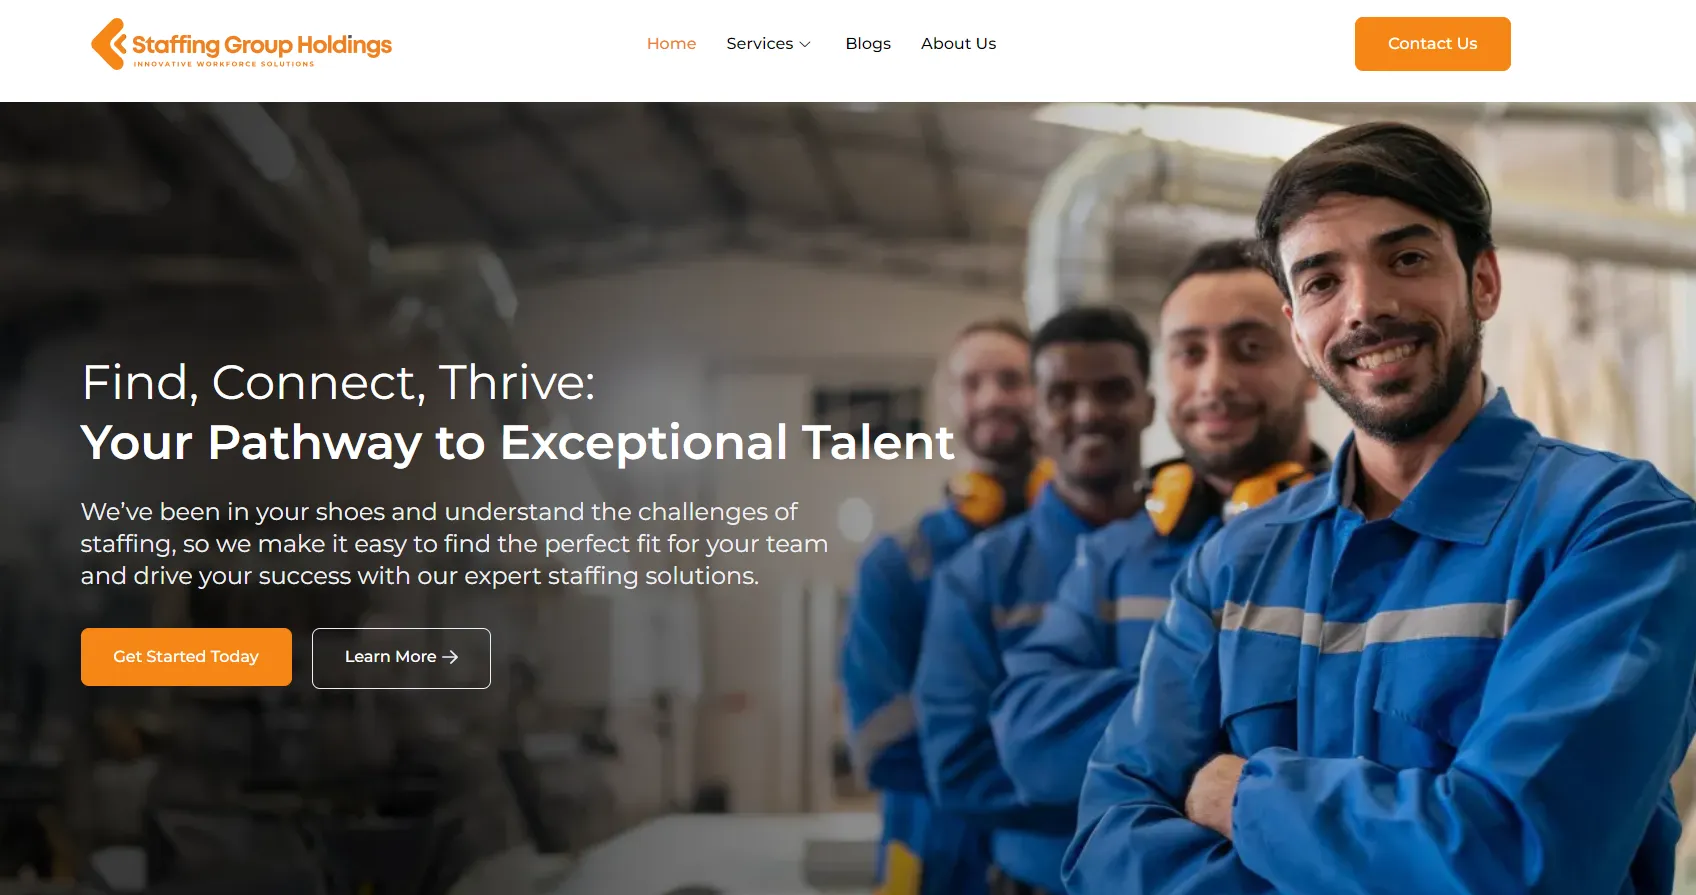 Staffing Group Holdings
INNOVATIVE WORKFORCE SOLUTIONS
Home
Services
Blogs
About Us
Contact Us
Find, Connect, Thrive:
Your Pathway to Exceptional Talent
We’ve been in your shoes and understand the challenges of
staffing, so we make it easy to find the perfect fit for your team
and drive your success with our expert staffing solutions.
Get Started Today
Learn More →